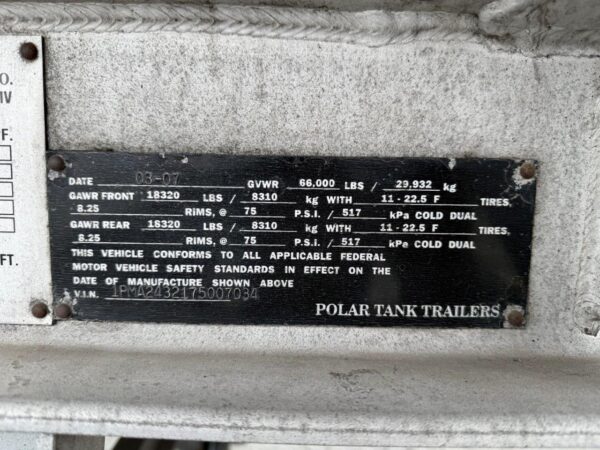 O.
MV
PF.
FT.
DATE 03-07 GVWR 66,000 LBS / 29,932 kg
GAWR FRONT 18320 LBS / 8310 kg WITH 11-22.5 F TIRES,
8.25 RIMS, @ 75 P.S.I. / 517 kPa COLD DUAL
GAWR REAR 18320 LBS / 8310 kg WITH 11-22.5 F TIRES,
8.25 RIMS, @ 75 P.S.I. / 517 kPa COLD DUAL
THIS VEHICLE CONFORMS TO ALL APPLICABLE FEDERAL
MOTOR VEHICLE SAFETY STANDARDS IN EFFECT ON THE
DATE OF MANUFACTURE SHOWN ABOVE
V.I.N. 1PMA2432175007034
POLAR TANK TRAILERS